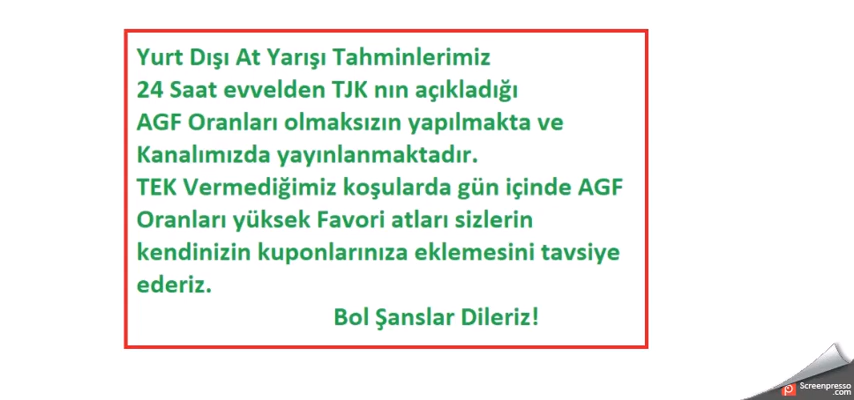 Yurt Dışı At Yarışı Tahminlerimiz
24 Saat evvelden TJK nın açıkladığı
AGF Oranları olmaksızın yapılmakta ve
Kanalımızda yayınlanmaktadır.
TEK Vermediğimiz koşularda gün içinde AGF
Oranları yüksek Favori atları sizlerin
kendinizin kuponlarınıza eklemesini tavsiye
ederiz.
Bol Şanslar Dileriz!
Screenpresso
.com